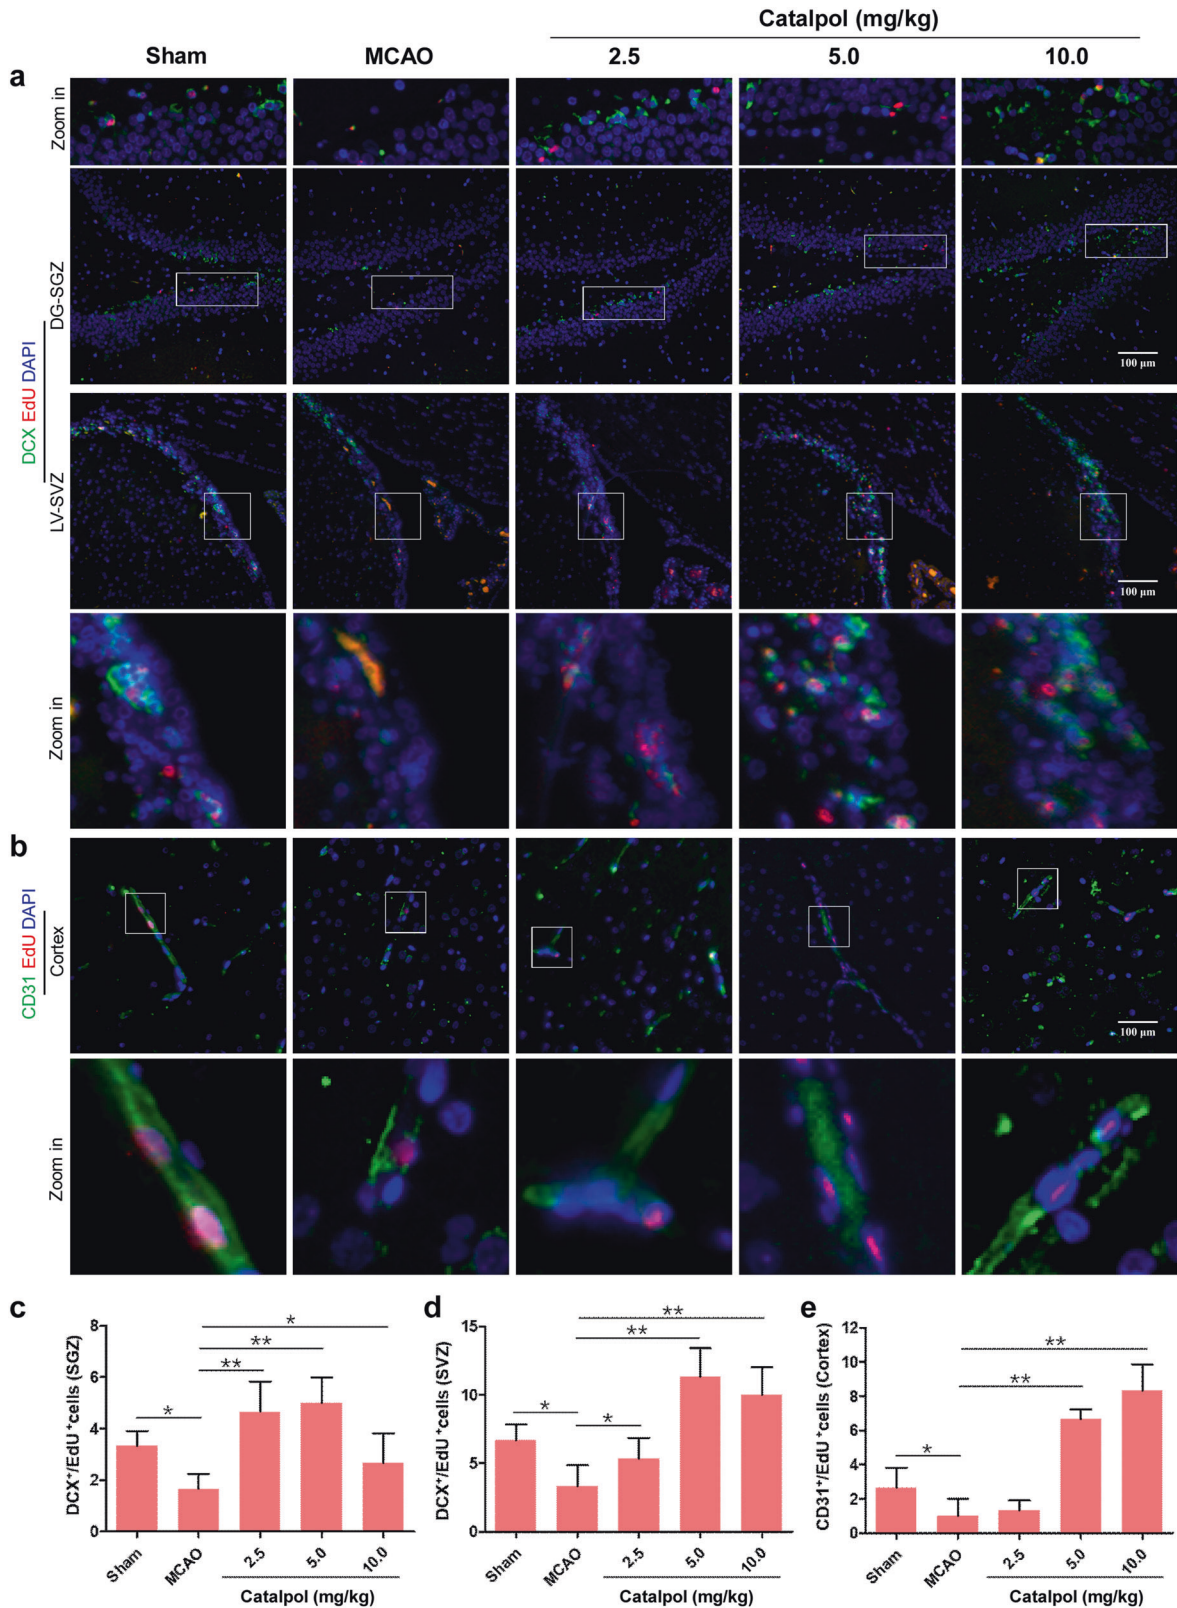 Catalpol (mg/kg)
Sham MCAO 2.5 5.0 10.0
a
Zoom in
DG-SGZ
100 µm
DCX EdU DAPI
LV-SVZ
100 µm
Zoom in
b
CD31 EdU DAPI
Cortex
100 µm
Zoom in
c
DCX⁺/EdU⁺cells (SGZ)
8
6
4
2
0
*
**
**
*
Sham
MCAO
2.5
5.0
10.0
Catalpol (mg/kg)
d
DCX⁺/EdU⁺cells (SVZ)
15
10
5
0
**
**
*
*
Sham
MCAO
2.5
5.0
10.0
Catalpol (mg/kg)
e
CD31⁺/EdU⁺cells (Cortex)
12
10
8
6
4
2
0
**
**
*
Sham
MCAO
2.5
5.0
10.0
Catalpol (mg/kg)